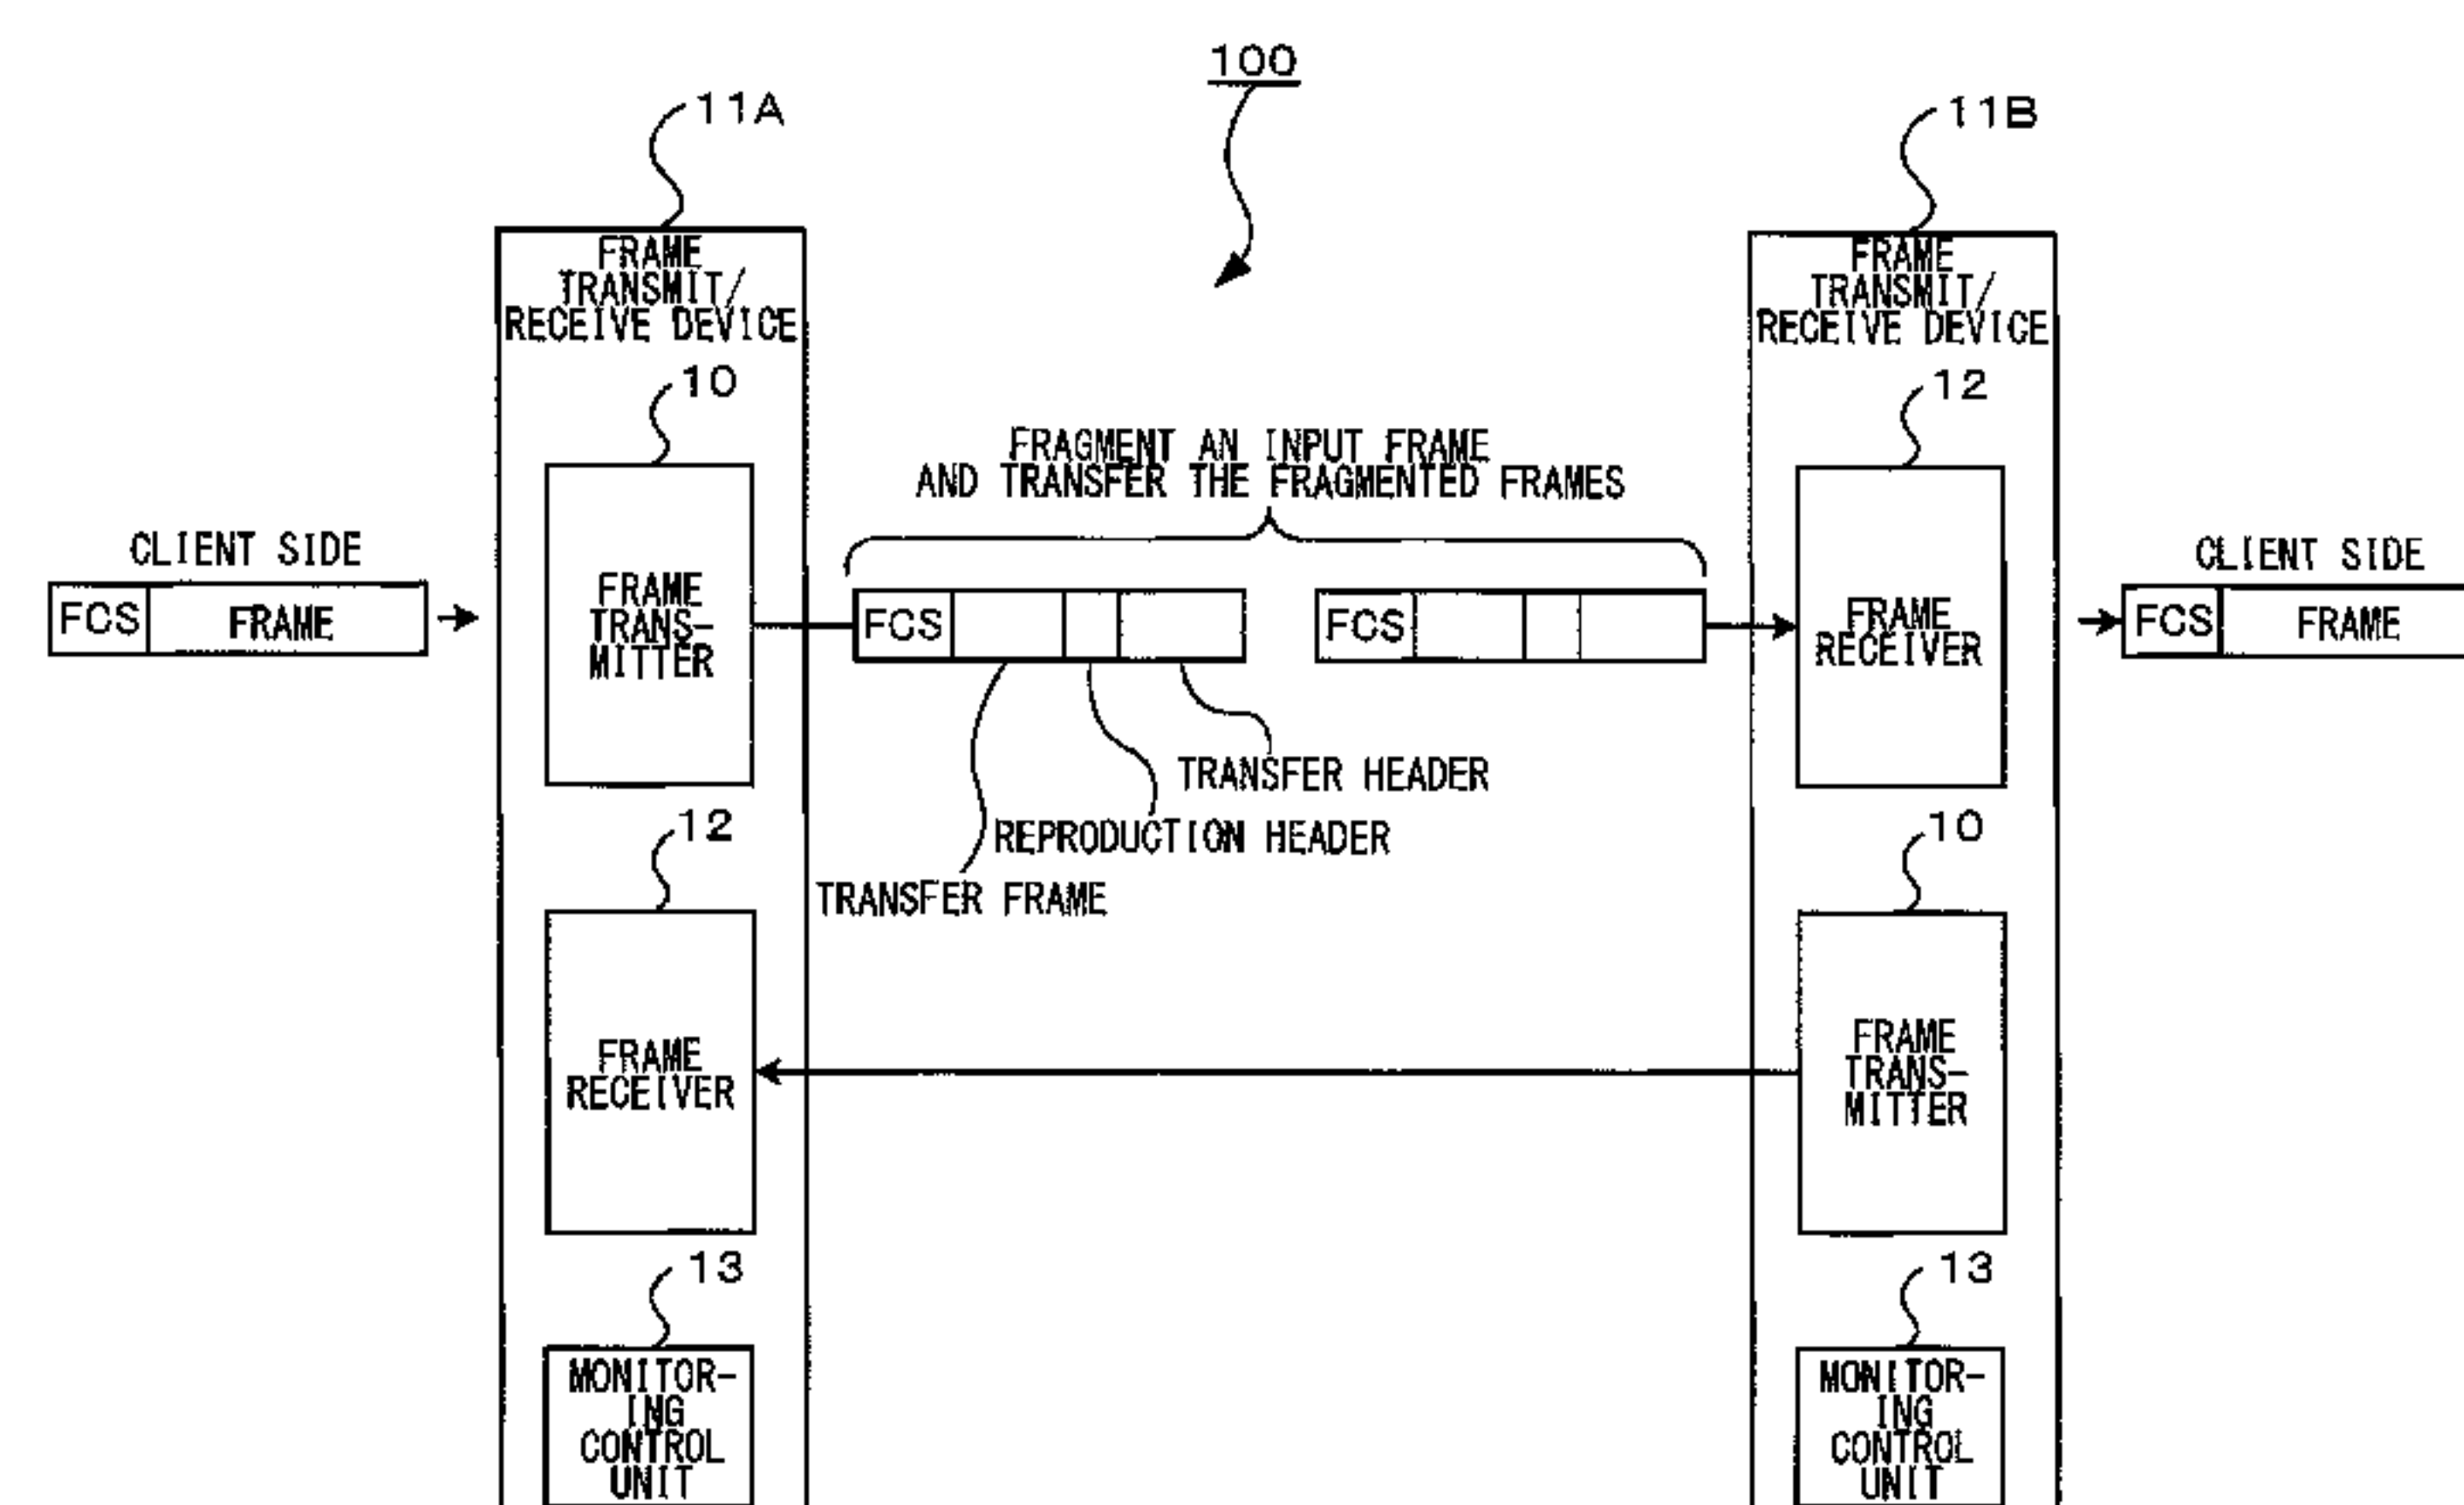 100
11A
11B
FRAME
TRANSMIT/
RECEIVE DEVICE
FRAME
TRANSMIT/
RECEIVE DEVICE
10
12
FRAGMENT AN INPUT FRAME
AND TRANSFER THE FRAGMENTED FRAMES
CLIENT SIDE
FCS FRAME
FRAME
TRANS-
MITTER
FCS
FCS
FRAME
RECEIVER
CLIENT SIDE
FCS FRAME
TRANSFER HEADER
REPRODUCTION HEADER
TRANSFER FRAME
12
10
FRAME
RECEIVER
FRAME
TRANS-
MITTER
13
13
MONITOR-
ING
CONTROL
UNIT
MONITOR-
ING
CONTROL
UNIT